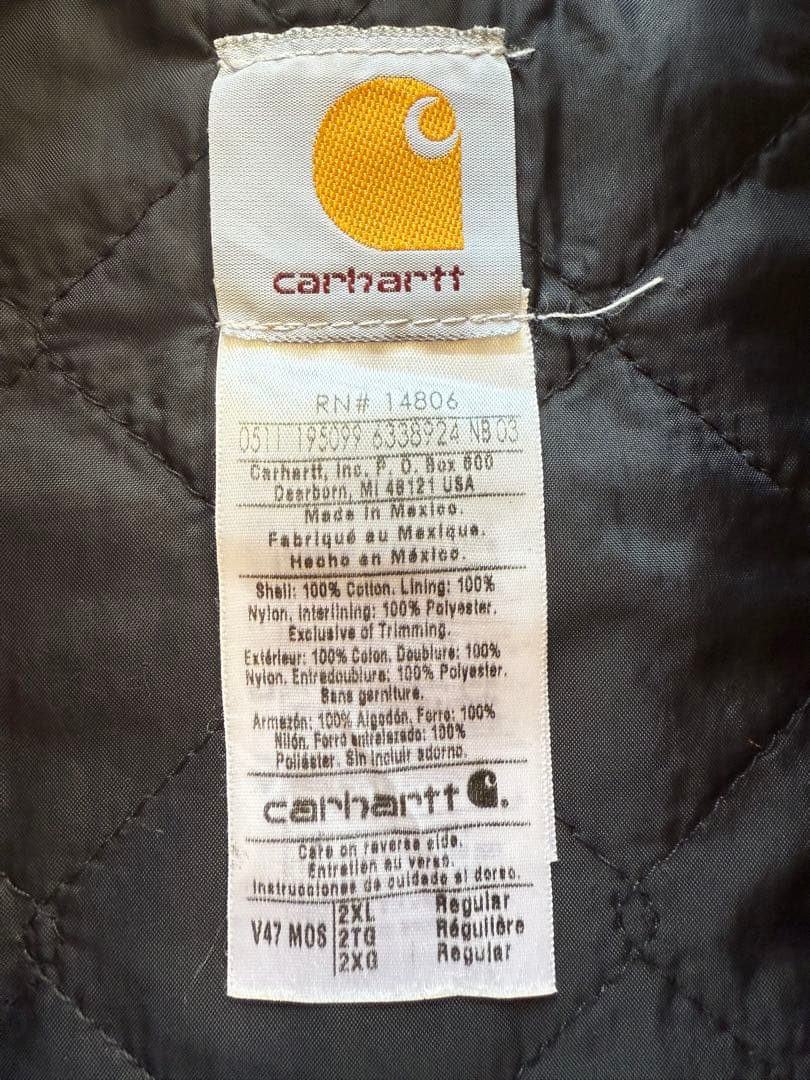 carhartt
RN# 14806
0511 195099 6338924 NB 03
Carhartt, Inc. P. O. Box 600
Dearborn, MI 48121 USA
Made in Mexico.
Fabriqué au Mexique.
Hecho en México.
Shell: 100% Cotton. Lining: 100%
Nylon, Interlining: 100% Polyester.
Exclusive of Trimming.
Extérieur: 100% Coton. Doublure: 100%
Nylon. Entredoublure: 100% Polyester.
Sans garniture.
Armazón: 100% Algodón. Forro: 100%
Nilón. Forro entrelazado: 100%
Poliéster. Sin incluir adorno.
carhartt
Care on reverse side.
Entretien au verso.
Instrucciones de cuidado al dorso.
V47 MOS 2XL Regular
2TG Régulière
2XG Regular